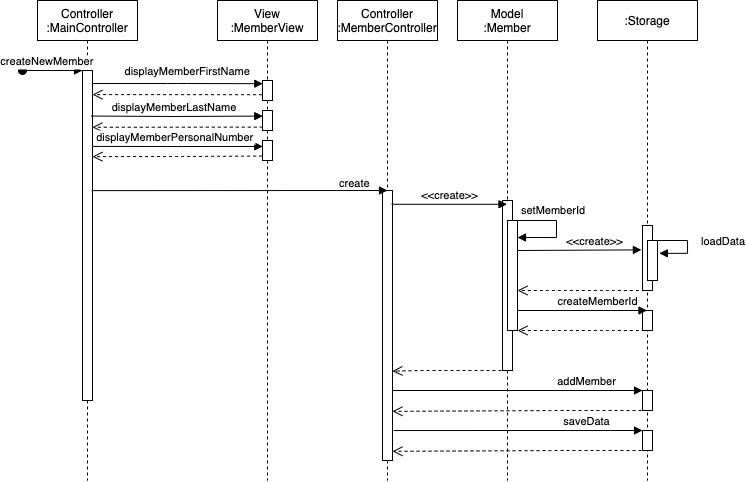 Controller
:MainController
View
:MemberView
Controller
:MemberController
Model
:Member
:Storage
createNewMember
displayMemberFirstName
displayMemberLastName
displayMemberPersonalNumber
create
<<create>>
setMemberId
<<create>>
loadData
createMemberId
addMember
saveData